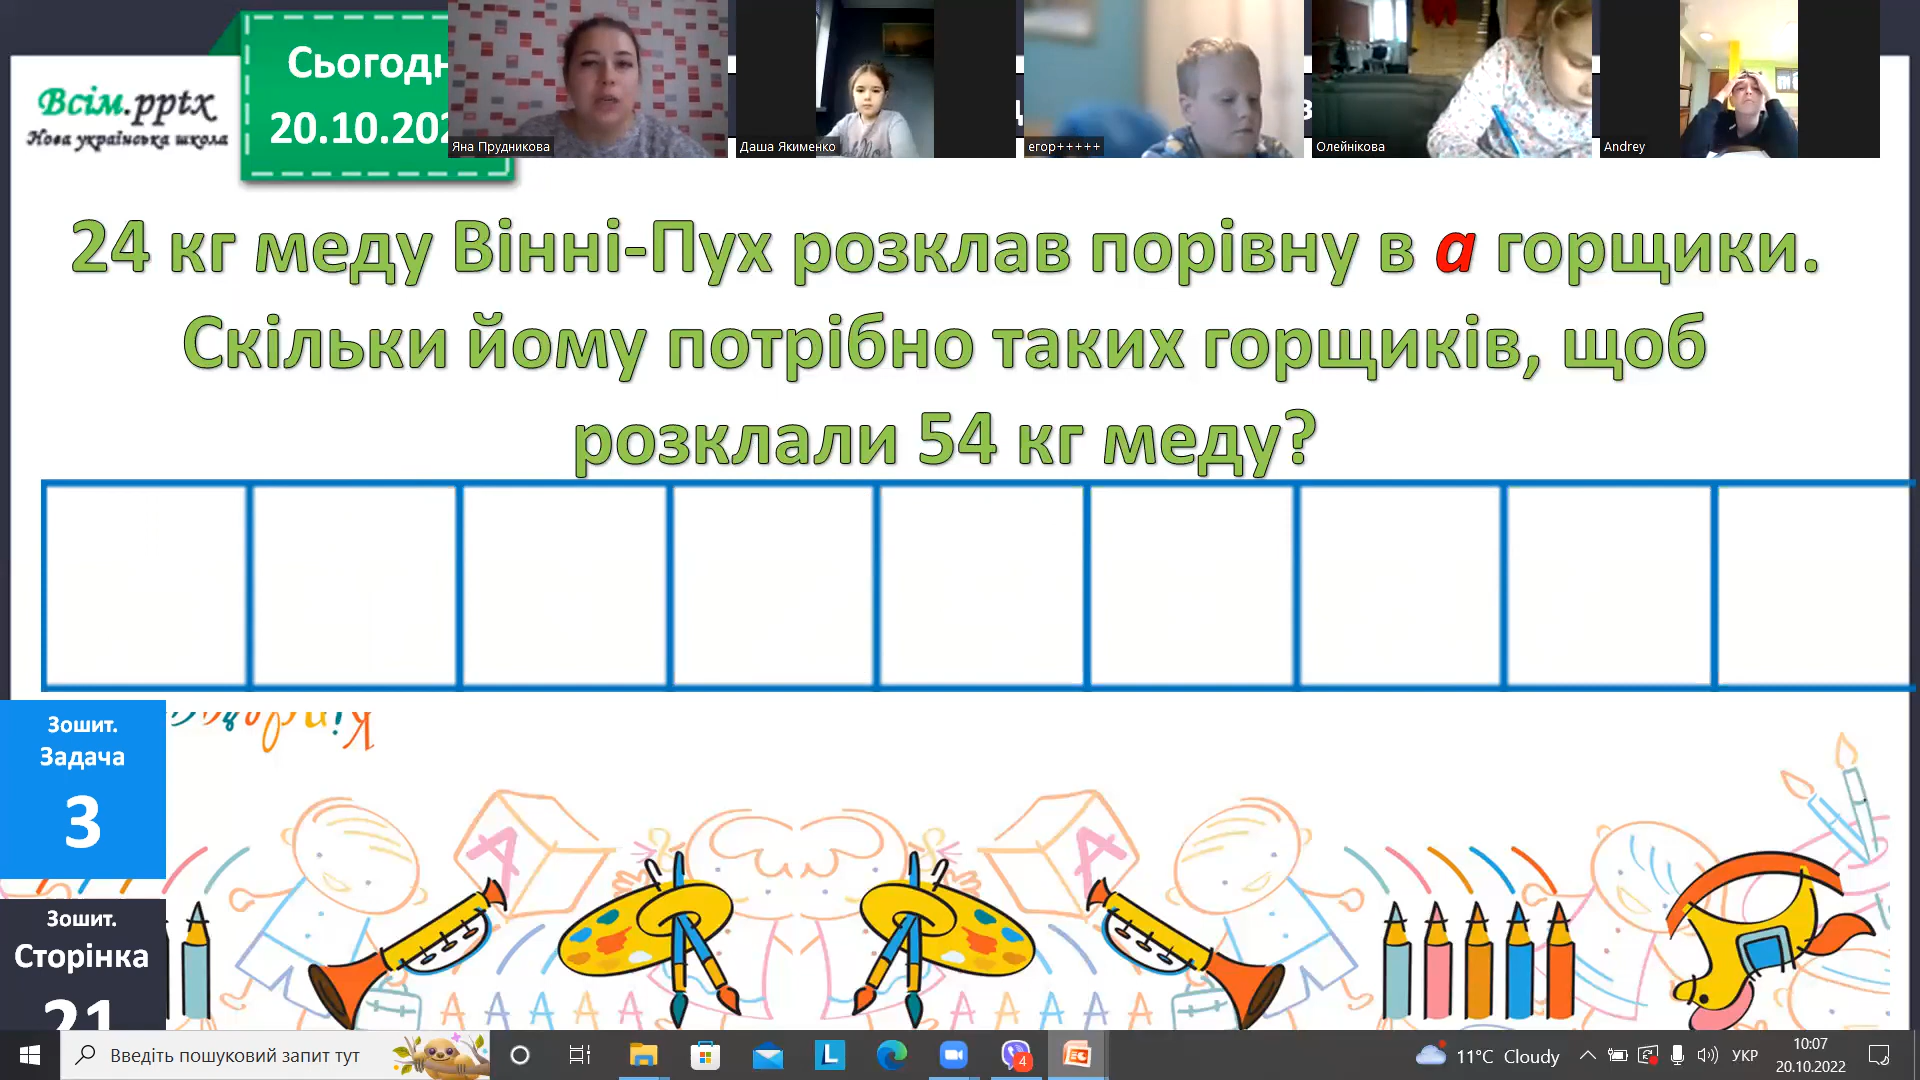 Всім.pptx
Нова українська школа
20.10.202
Яна Прудникова
Даша Якименко
егор+++++
Олейнікова
Andrey
24 кг меду Вінні-Пух розклав порівну в а горщики.
Скільки йому потрібно таких горщиків, щоб
розклали 54 кг меду?
Зошит.
Задача
3
Зошит.
Сторінка
21
A
A
A A A A A
A A A A A
Введіть пошуковий запит тут
L
4
11°C Cloudy
УКР
10:07
20.10.2022